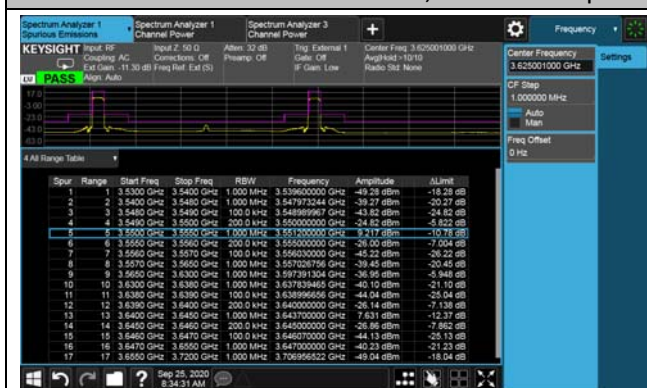 Spectrum Analyzer 1
Spurious Emissions
Spectrum Analyzer 1
Channel Power
Spectrum Analyzer 3
Channel Power
+
Frequency
KEYSIGHT Input: RF
Coupling: AC
Ext Gain: -11.30 dB
Align: Auto
Input Z: 50 Ω
Corrections: Off
Freq Ref: Ext (S)
Atten: 32 dB
Preamp: Off
Trig: External 1
Gate: Off
IF Gain: Low
Center Freq: 3.625001000 GHz
Avg|Hold:>10/10
Radio Std: None
LXI PASS
Center Frequency
3.625001000 GHz
Settings
CF Step
1.000000 MHz
Auto
Man
Freq Offset
0 Hz
17.0
-3.00
-23.0
-43.0
-63.0
4 All Range Table
Spur Range Start Freq Stop Freq RBW Frequency Amplitude ΔLimit
1 1 3.5300 GHz 3.5400 GHz 1.000 MHz 3.539600000 GHz -49.28 dBm -18.28 dB
2 2 3.5400 GHz 3.5480 GHz 1.000 MHz 3.547973244 GHz -39.27 dBm -20.27 dB
3 3 3.5480 GHz 3.5490 GHz 100.0 kHz 3.548989967 GHz -43.82 dBm -24.82 dB
4 4 3.5490 GHz 3.5500 GHz 200.0 kHz 3.550000000 GHz -24.82 dBm -5.822 dB
5 5 3.5500 GHz 3.5550 GHz 1.000 MHz 3.551200244 GHz 9.217 dBm -10.78 dB
6 6 3.5550 GHz 3.5560 GHz 200.0 kHz 3.555000000 GHz -26.00 dBm -7.004 dB
7 7 3.5560 GHz 3.5570 GHz 100.0 kHz 3.556030000 GHz -45.22 dBm -26.22 dB
8 8 3.5570 GHz 3.5650 GHz 1.000 MHz 3.557026756 GHz -39.45 dBm -20.45 dB
9 9 3.5650 GHz 3.6300 GHz 1.000 MHz 3.597391304 GHz -36.95 dBm -5.948 dB
10 10 3.6300 GHz 3.6380 GHz 1.000 MHz 3.637839465 GHz -40.10 dBm -21.10 dB
11 11 3.6380 GHz 3.6390 GHz 100.0 kHz 3.638996656 GHz -44.04 dBm -25.04 dB
12 12 3.6390 GHz 3.6400 GHz 200.0 kHz 3.640000000 GHz -26.14 dBm -7.138 dB
13 13 3.6400 GHz 3.6450 GHz 1.000 MHz 3.643700000 GHz 7.631 dBm -12.37 dB
14 14 3.6450 GHz 3.6460 GHz 200.0 kHz 3.645000000 GHz -26.86 dBm -7.862 dB
15 15 3.6460 GHz 3.6470 GHz 100.0 kHz 3.646070000 GHz -44.13 dBm -25.13 dB
16 16 3.6470 GHz 3.6550 GHz 1.000 MHz 3.647000000 GHz -40.23 dBm -21.23 dB
17 17 3.6550 GHz 3.7200 GHz 1.000 MHz 3.706956522 GHz -49.04 dBm -18.04 dB
Sep 25, 2020
8:34:31 AM